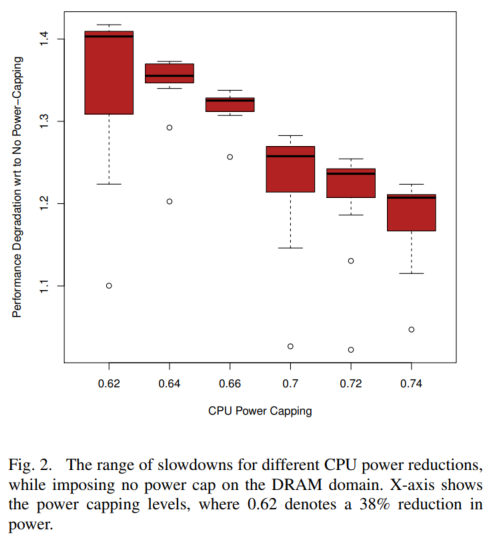 1.4
1.3
1.2
1.1
Performance Degradation wrt to No Power−Capping
0.62 0.64 0.66 0.7 0.72 0.74
CPU Power Capping
Fig. 2. The range of slowdowns for different CPU power reductions,
while imposing no power cap on the DRAM domain. X-axis shows
the power capping levels, where 0.62 denotes a 38% reduction in
power.